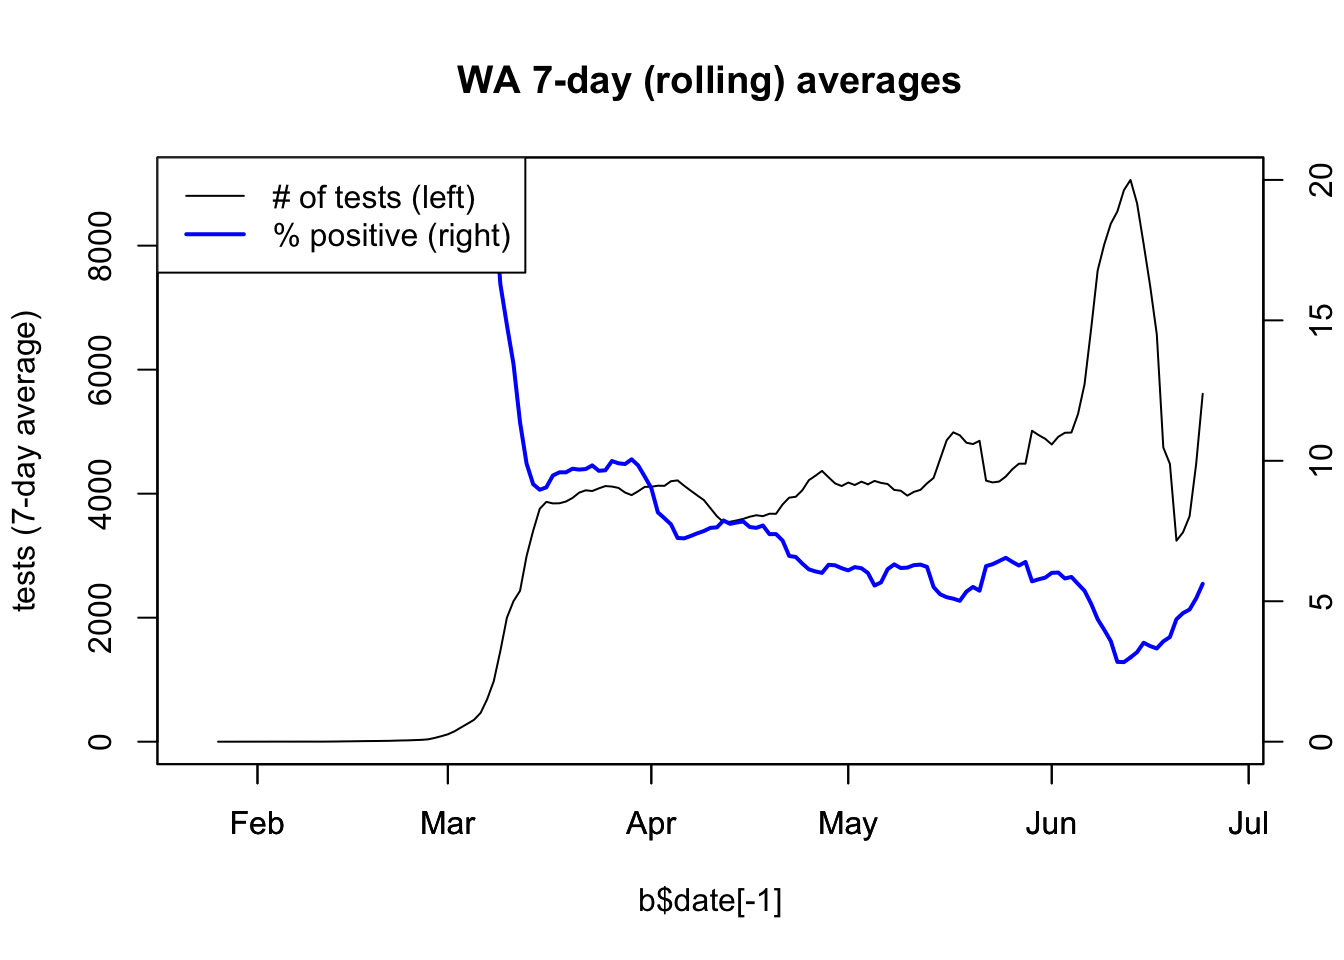 WA 7-day (rolling) averages
# of tests (left)
% positive (right)
tests (7-day average)
0
2000
4000
6000
8000
0
5
10
15
20
Feb
Mar
Apr
May
Jun
Jul
b$date[-1]